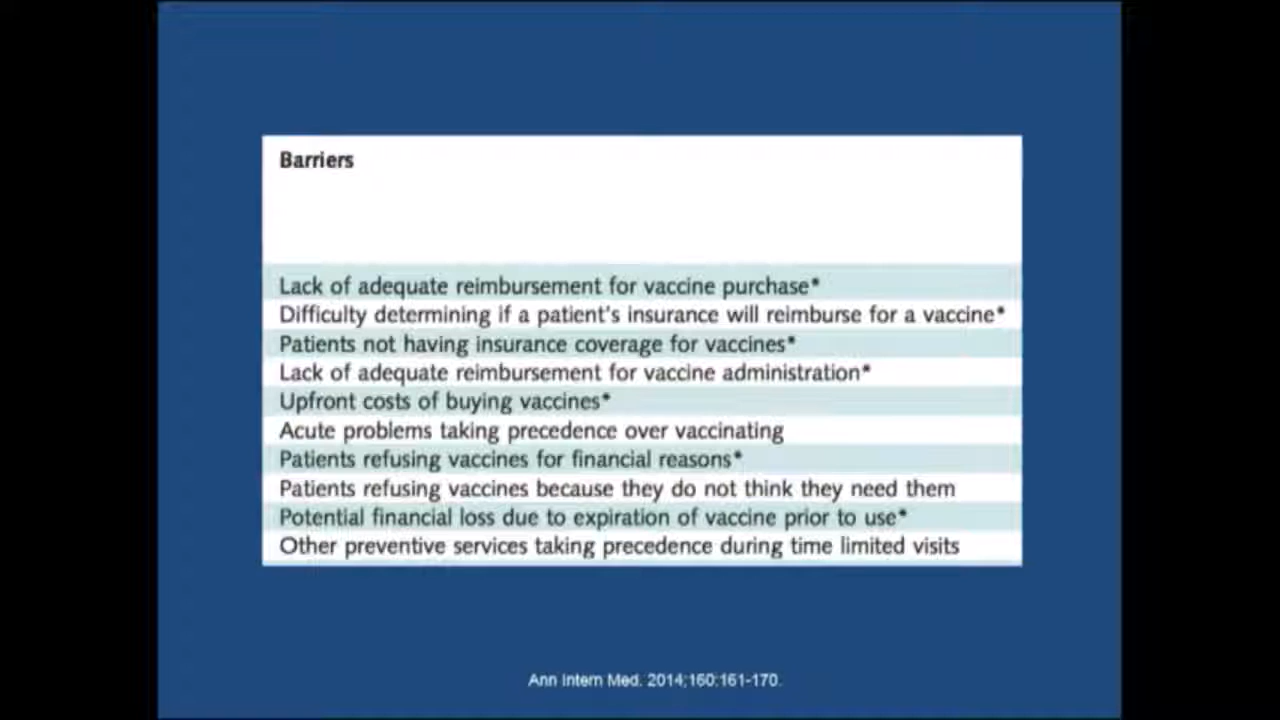 Barriers
Lack of adequate reimbursement for vaccine purchase*
Difficulty determining if a patient's insurance will reimburse for a vaccine*
Patients not having insurance coverage for vaccines*
Lack of adequate reimbursement for vaccine administration*
Upfront costs of buying vaccines*
Acute problems taking precedence over vaccinating
Patients refusing vaccines for financial reasons*
Patients refusing vaccines because they do not think they need them
Potential financial loss due to expiration of vaccine prior to use*
Other preventive services taking precedence during time limited visits
Ann Intern Med. 2014;160:161-170.